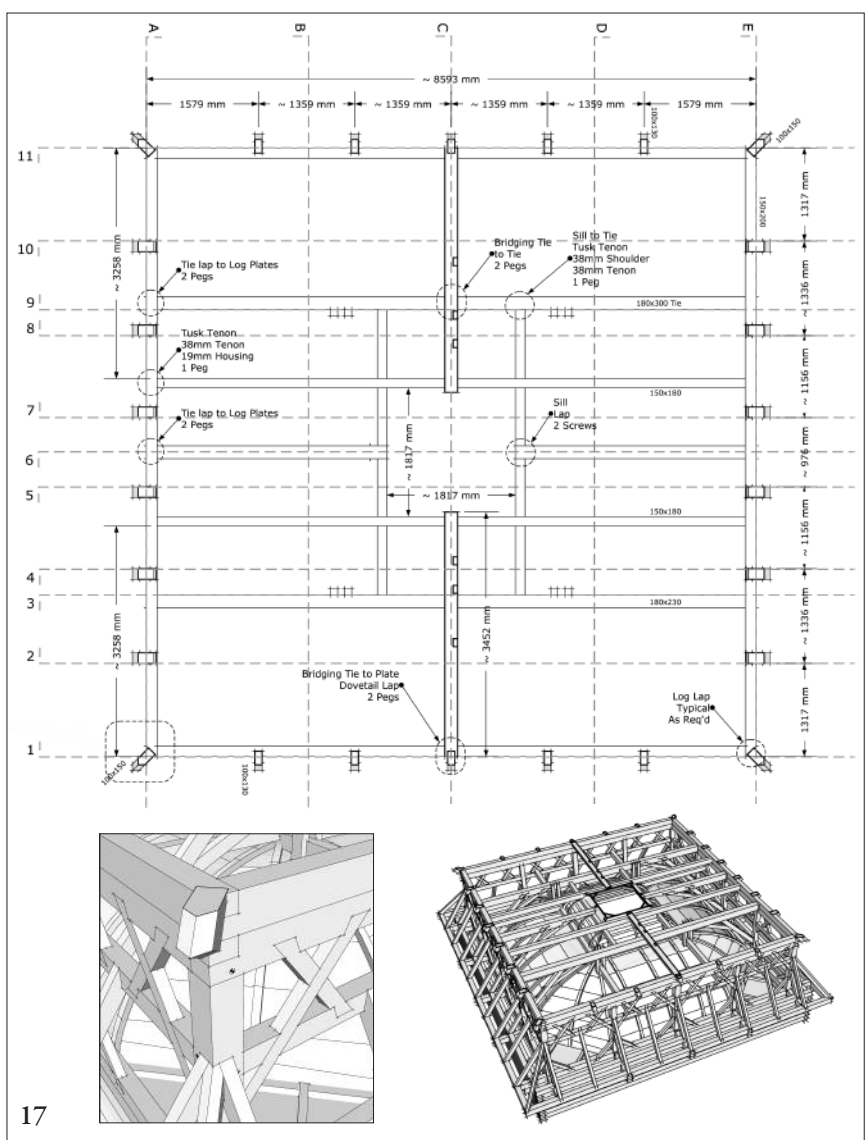 A
B
C
D
E
~ 8593 mm
1579 mm
~ 1359 mm
~ 1359 mm
~ 1359 mm
~ 1359 mm
1579 mm
100x130
100x150
11
10
9
8
7
6
5
4
3
2
1
~ 3258 mm
150x200
1317 mm
~ 1336 mm
~ 1156 mm
~ 976 mm
~ 1156 mm
~ 1336 mm
1317 mm
Tie lap to Log Plates
2 Pegs
Bridging Tie
to Tie
2 Pegs
Sill to Tie
Tusk Tenon
38mm Shoulder
38mm Tenon
1 Peg
180x300 Tie
Tusk Tenon
38mm Tenon
19mm Housing
1 Peg
150x180
Tie lap to Log Plates
2 Pegs
~ 1817 mm
Sill
Lap
2 Screws
~ 1817 mm
150x180
180x230
~ 3258 mm
~ 3452 mm
Bridging Tie to Plate
Dovetail Lap
2 Pegs
Log Lap
Typical
As Req'd
100x150
100x130
17